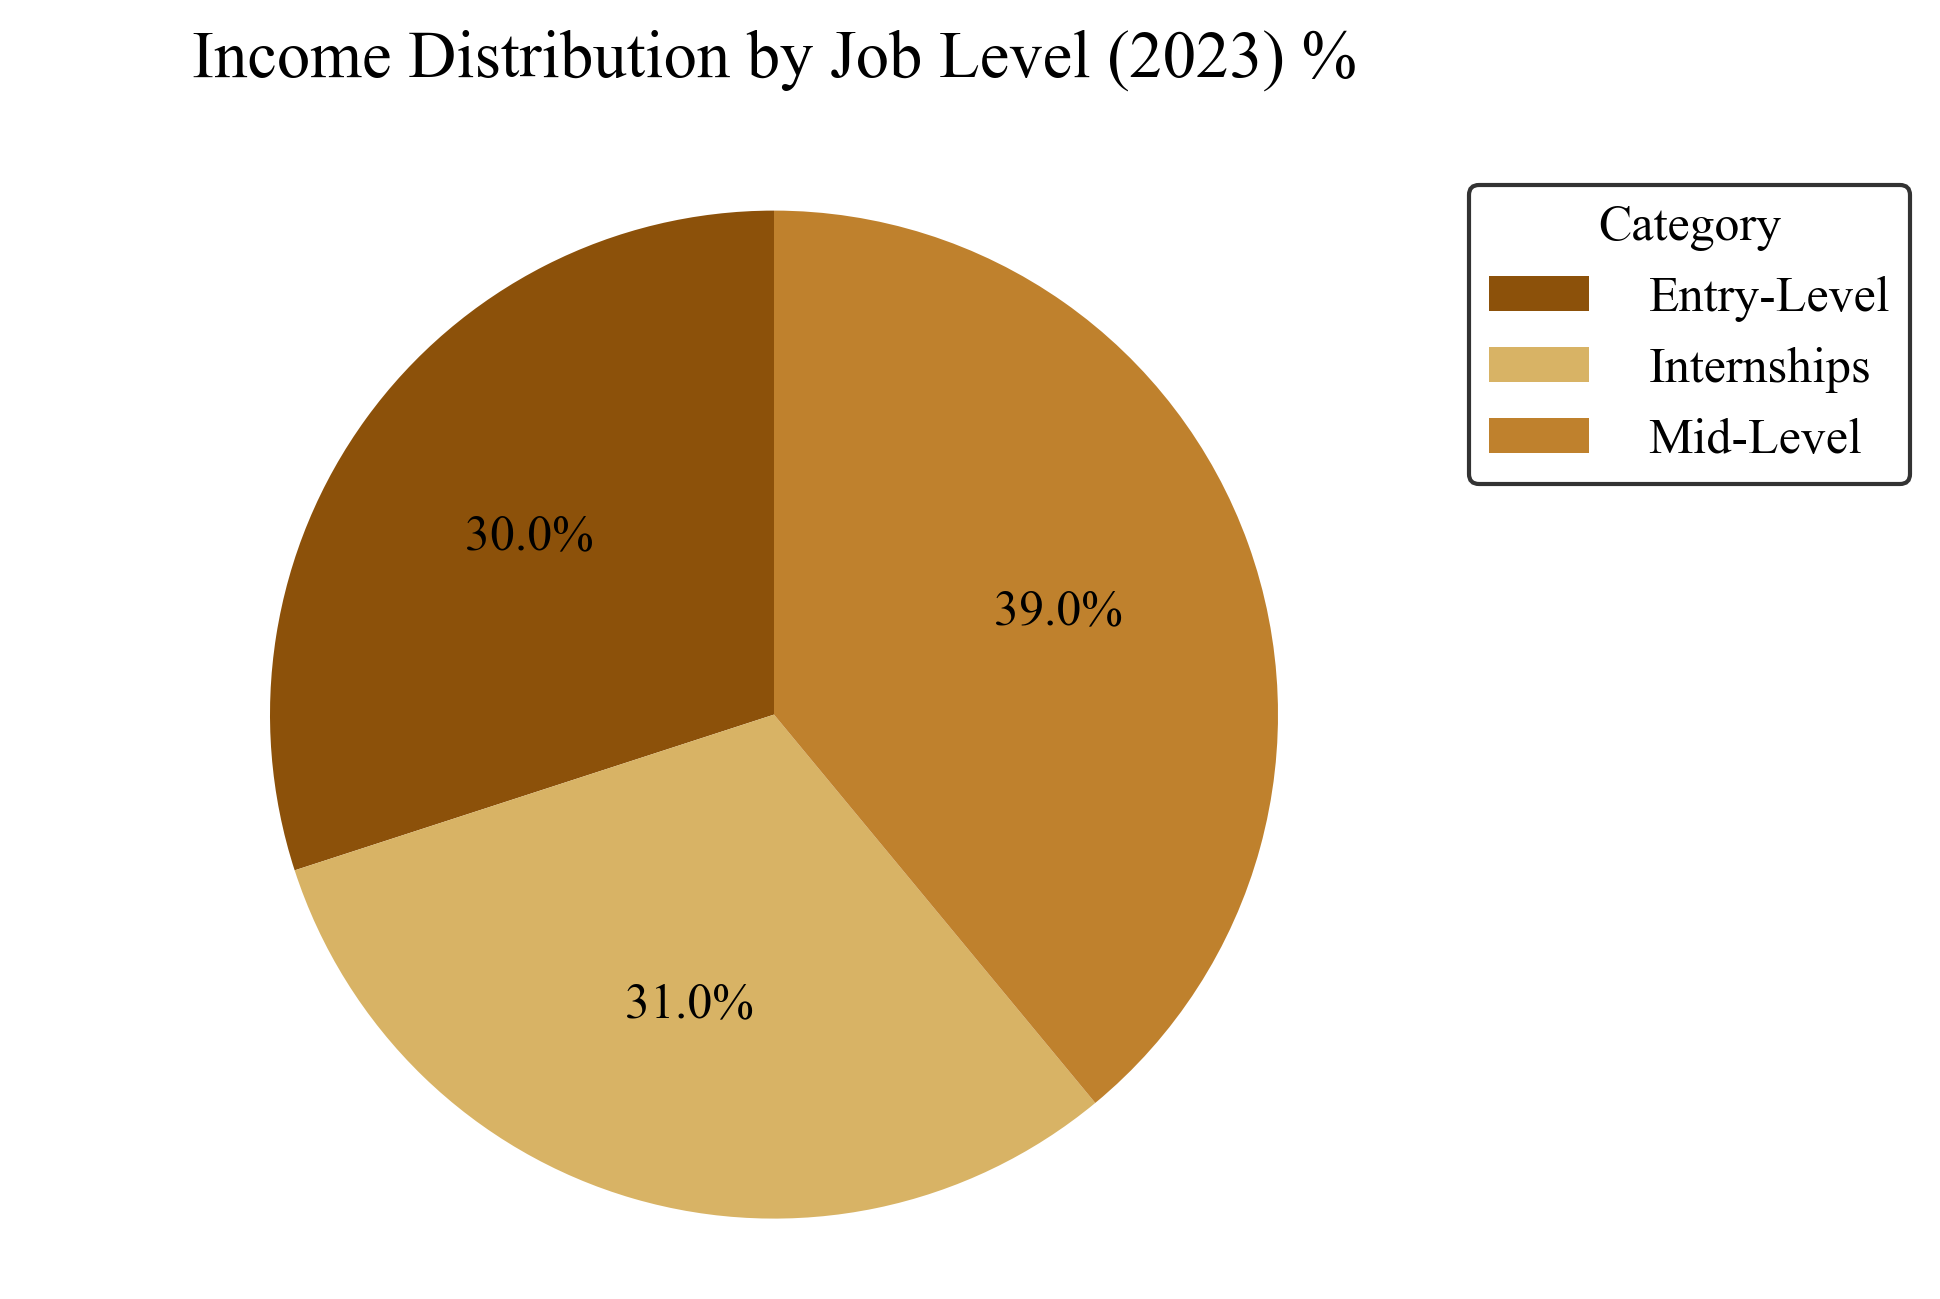 Income Distribution by Job Level (2023) %
Category
Entry-Level
Internships
Mid-Level
30.0%
39.0%
31.0%